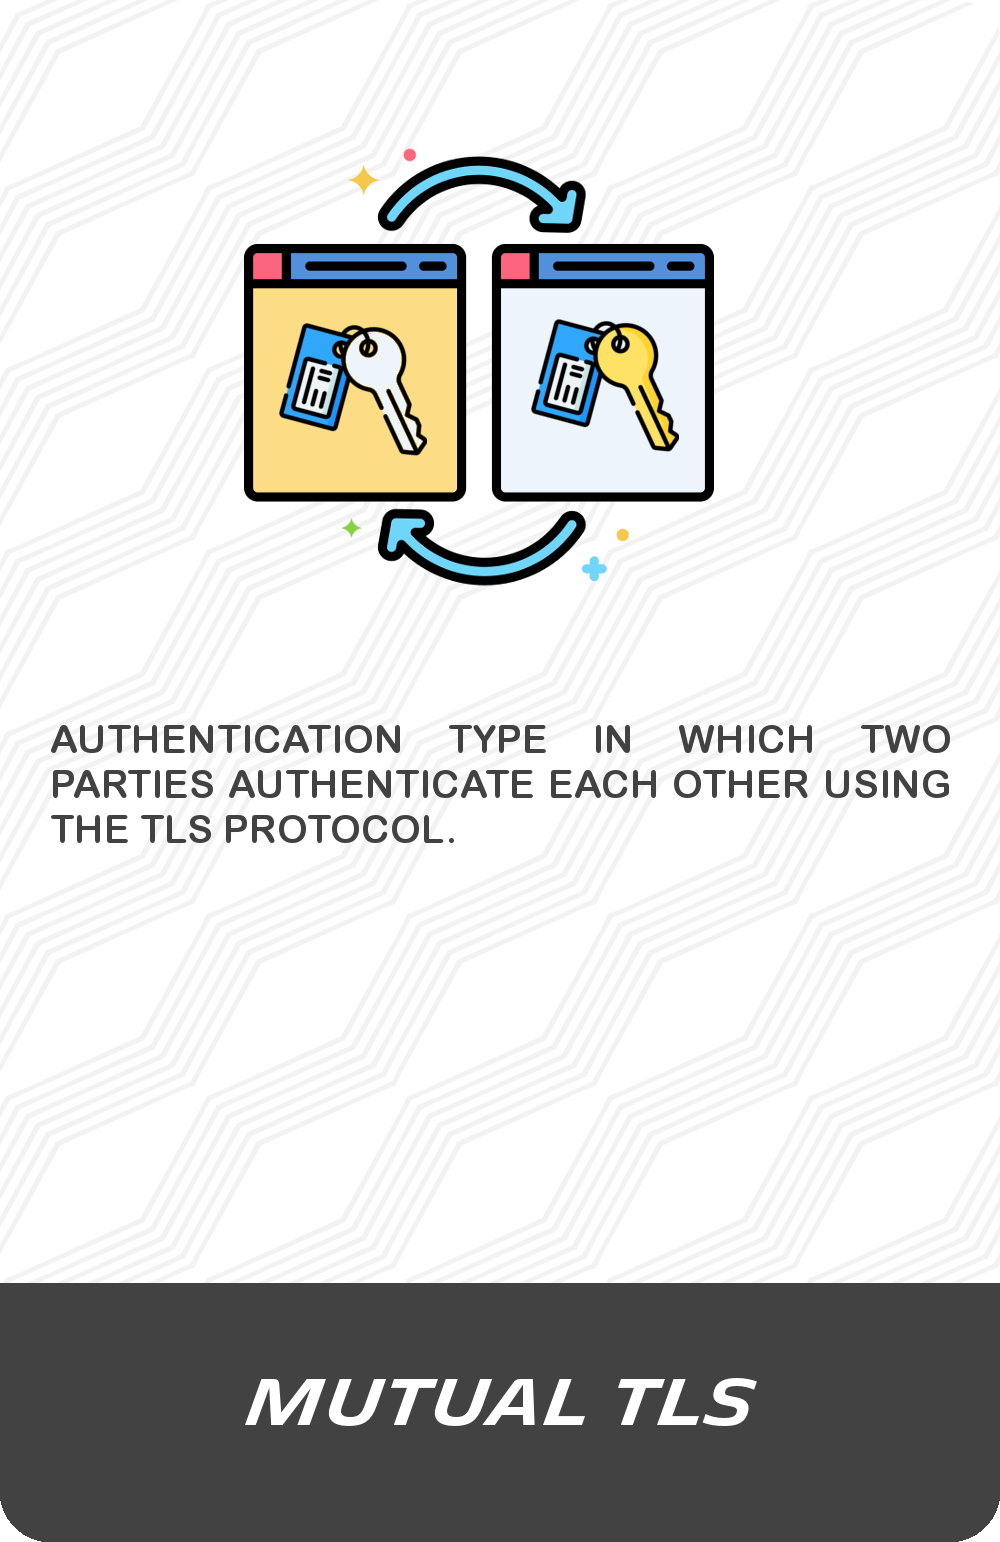 AUTHENTICATION TYPE IN WHICH TWO
PARTIES AUTHENTICATE EACH OTHER USING
THE TLS PROTOCOL.
MUTUAL TLS